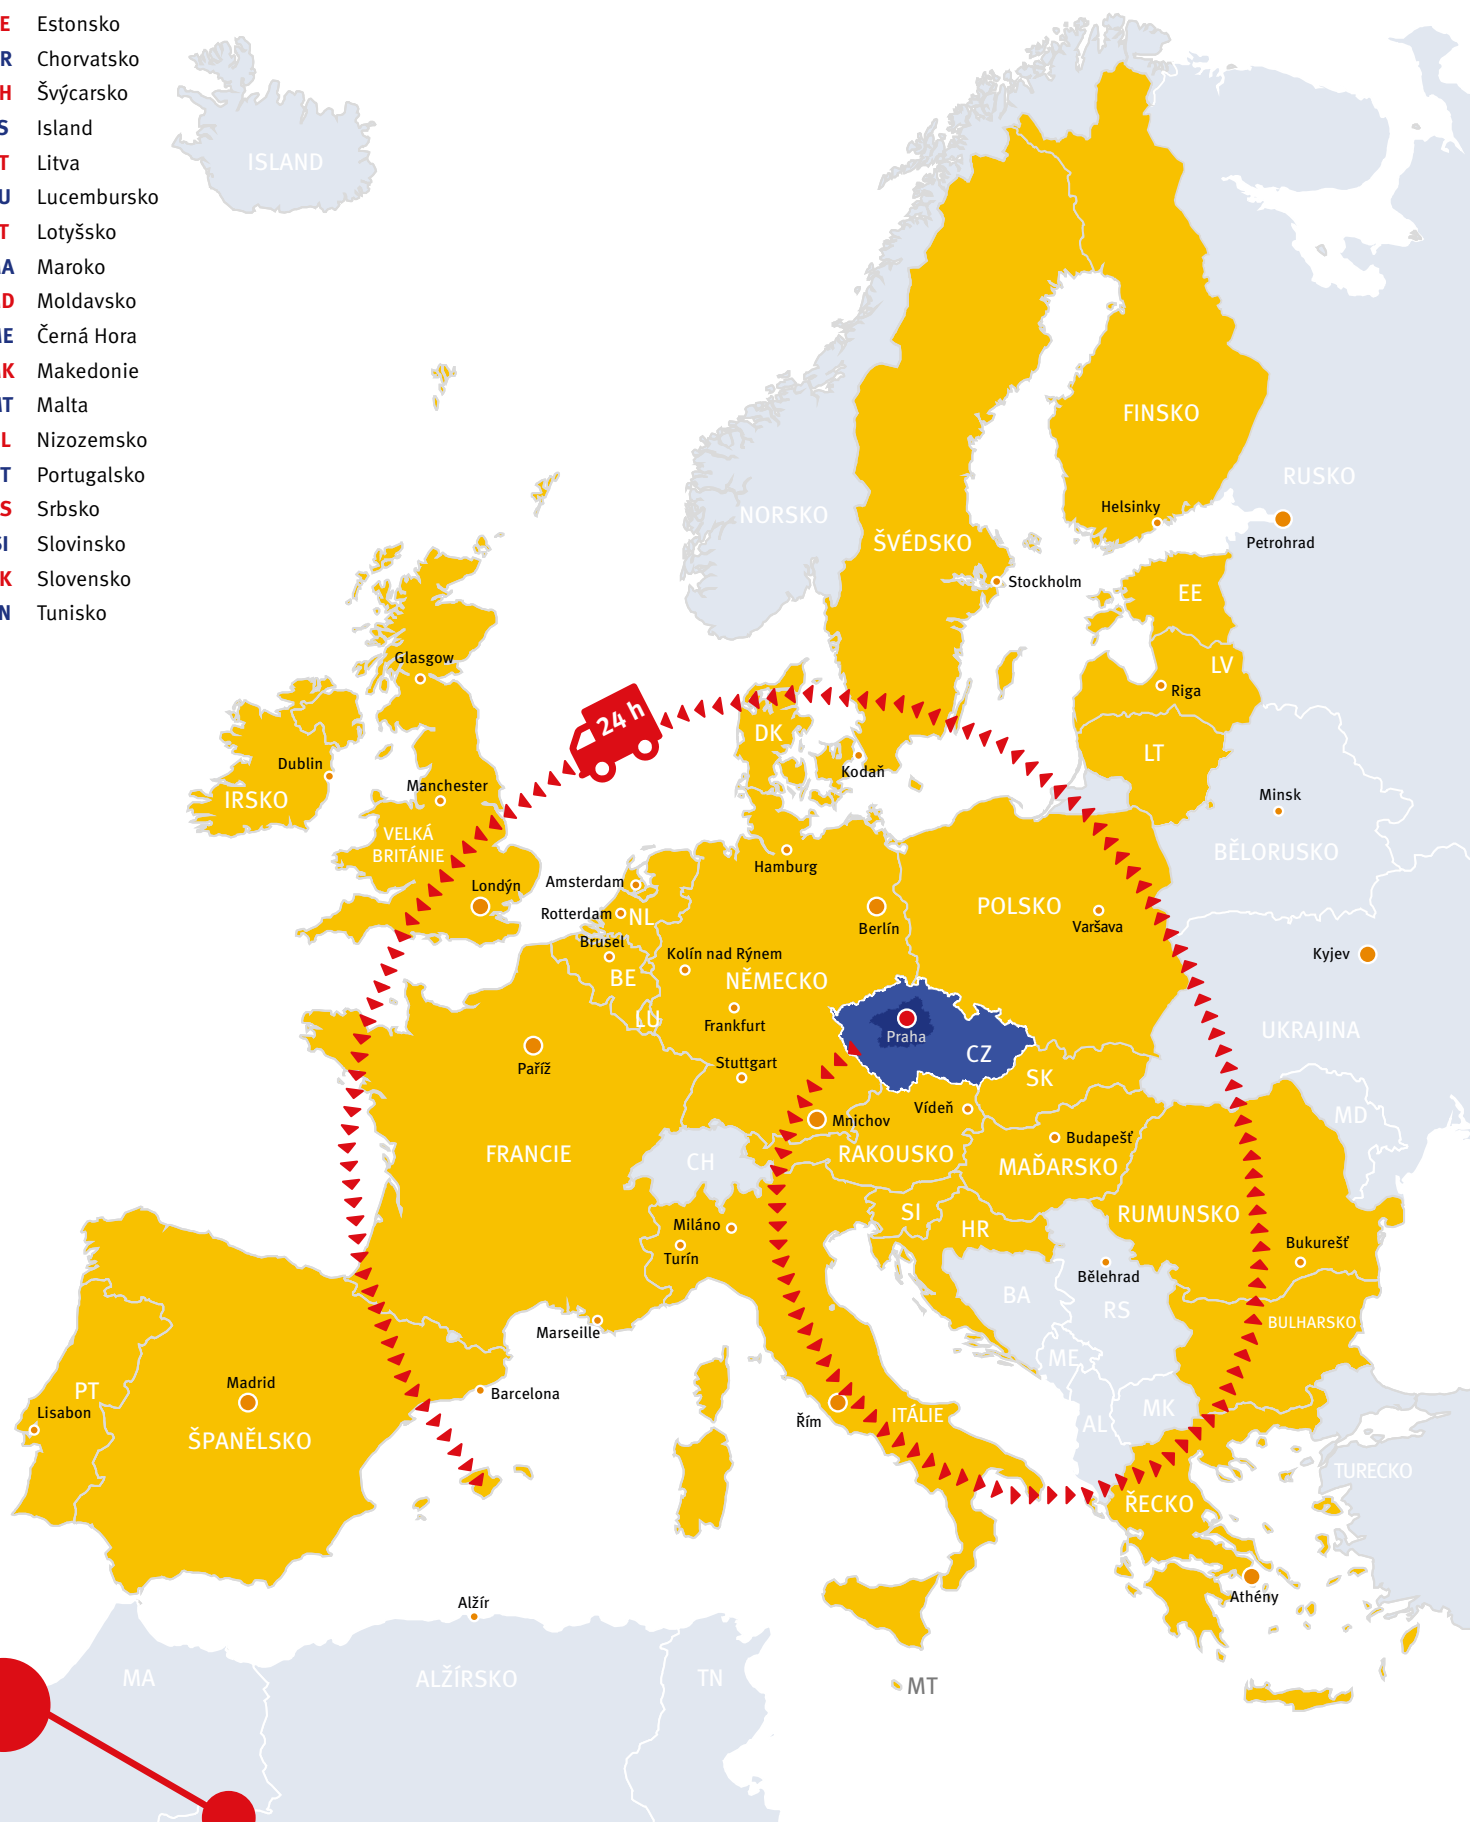 E Estonsko
R Chorvatsko
H Švýcarsko
S Island
T Litva
U Lucembursko
T Lotyšsko
A Maroko
D Moldavsko
ME Černá Hora
K Makedonie
MT Malta
L Nizozemsko
T Portugalsko
S Srbsko
SI Slovinsko
K Slovensko
N Tunisko
ISLAND
FINSKO
RUSKO
NORSKO
Helsinky
ŠVÉDSKO
Petrohrad
Stockholm
EE
Glasgow
LV
Riga
24 h
DK
LT
Dublin
Kodaň
Manchester
IRSKO
Minsk
VELKÁ
BRITÁNIE
BĚLORUSKO
Hamburg
Amsterdam
Londýn
POLSKO
Rotterdam
NL
Berlín
Varšava
Brusel
Kolín nad Rýnem
Kyjev
BE
NĚMECKO
LU
Frankfurt
Praha
UKRAJINA
CZ
Paříž
Stuttgart
SK
Vídeň
MD
Mnichov
Budapešť
FRANCIE
CH
RAKOUSKO
MAĎARSKO
SI
RUMUNSKO
Miláno
HR
Bukurešť
Turín
Bělehrad
BA
RS
BULHARSKO
Marseille
ME
Madrid
PT
Barcelona
Lisabon
MK
Řím
ITÁLIE
AL
ŠPANĚLSKO
TURECKO
ŘECKO
Athény
Alžír
MA
ALŽÍRSKO
TN
MT